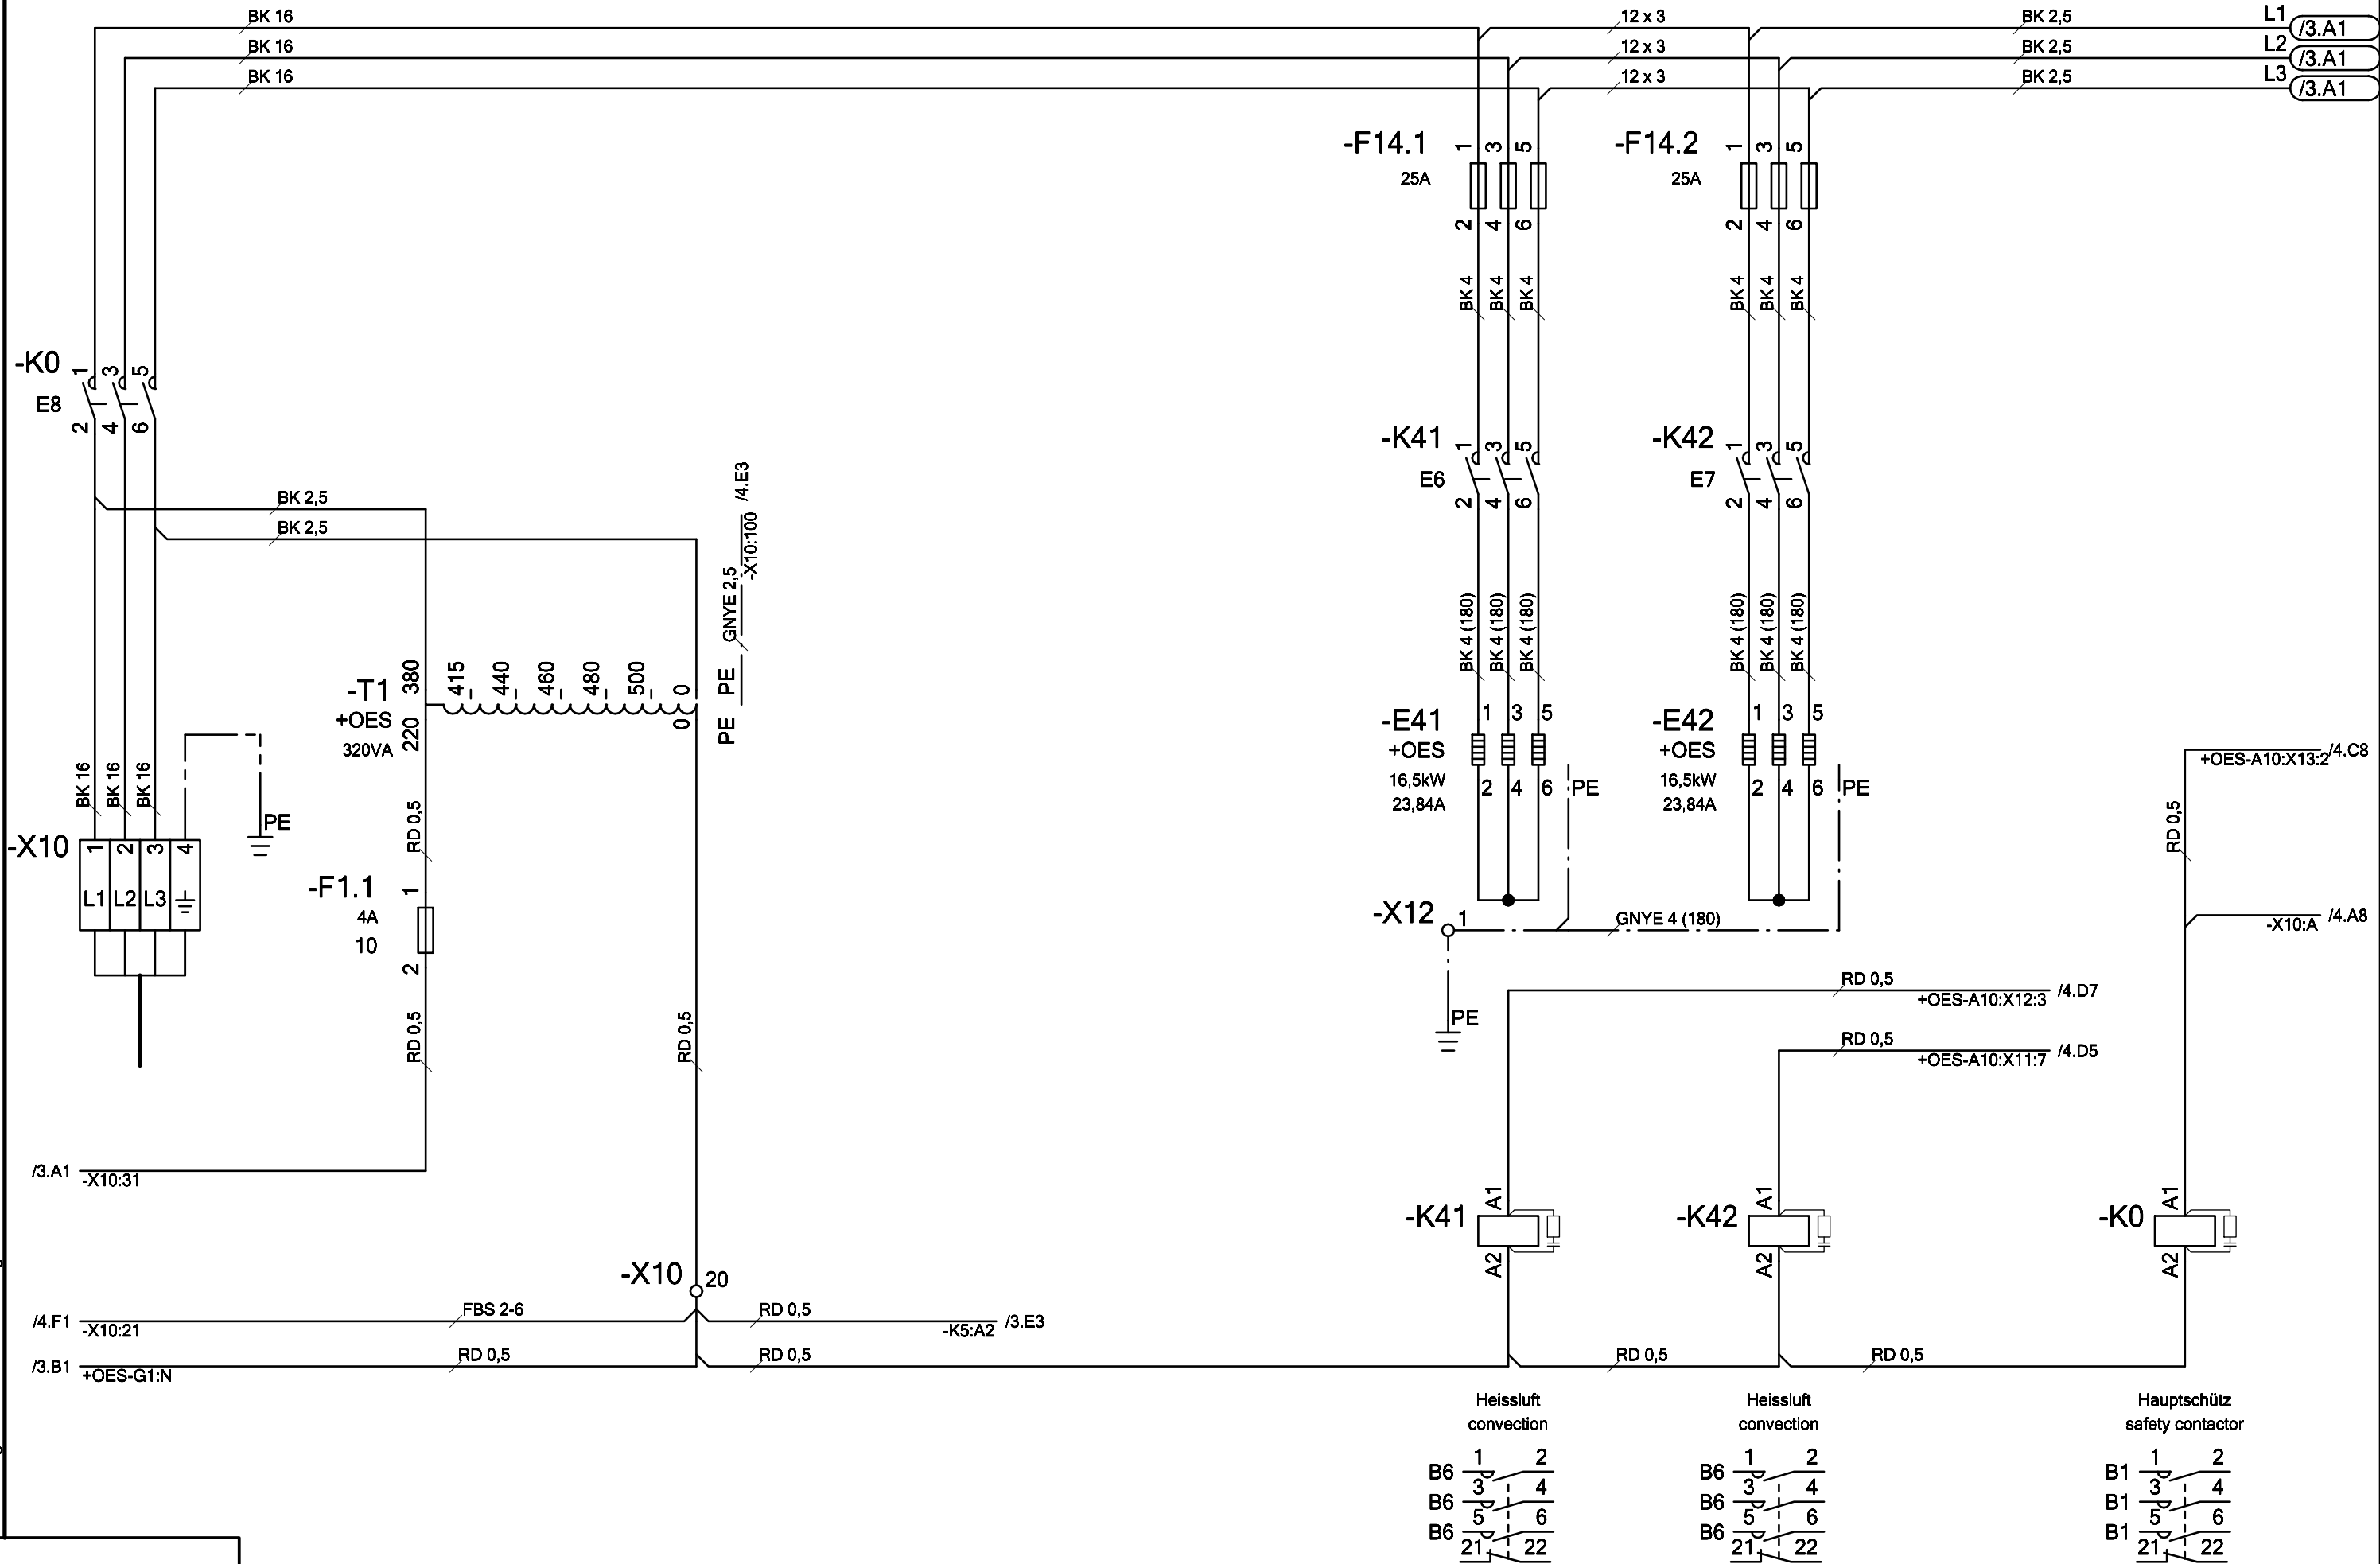 BK 16 12 x 3 BK 2,5 L1 /3.A1
BK 16 12 x 3 BK 2,5 L2 /3.A1
BK 16 12 x 3 BK 2,5 L3 /3.A1
-F14.1 1 3 5 -F14.2 1 3 5
25A 25A
2 4 6 2 4 6
BK 4 BK 4 BK 4 BK 4 BK 4 BK 4
-K0 1 3 5
E8
2 4 6
-K41 1 3 5 -K42 1 3 5
E6 E7
2 4 6 2 4 6
BK 2,5
BK 2,5
/4.E3
-X10:100
GNYE 2,5
BK 4 (180) BK 4 (180) BK 4 (180) BK 4 (180) BK 4 (180) BK 4 (180)
-T1 380 415 440 460 480 500 0 PE
+OES 220 0 PE
320VA
-E41 1 3 5 -E42 1 3 5
+OES +OES
16,5kW 2 4 6 PE 16,5kW 2 4 6 PE
23,84A 23,84A
/4.C8
+OES-A10:X13:2
BK 16 BK 16 BK 16
PE
RD 0,5 RD 0,5
-X10 1 2 3 4
L1 L2 L3
-F1.1 1
4A
10
2
-X12 1 GNYE 4 (180)
/4.A8
-X10:A
PE
RD 0,5 /4.D7
+OES-A10:X12:3
RD 0,5 RD 0,5
RD 0,5 /4.D5
+OES-A10:X11:7
/3.A1 -X10:31
-K41 A1 A2 -K42 A1 A2 -K0 A1 A2
-X10 20
/4.F1 -X10:21 FBS 2-6 RD 0,5 -K5:A2 /3.E3
/3.B1 +OES-G1:N RD 0,5 RD 0,5 RD 0,5 RD 0,5
Heissluft Heissluft Hauptschütz
convection convection safety contactor
B6 1 2 B6 1 2 B1 1 2
B6 3 4 B6 3 4 B1 3 4
B6 5 6 B6 5 6 B1 5 6
21 22 21 22 21 22